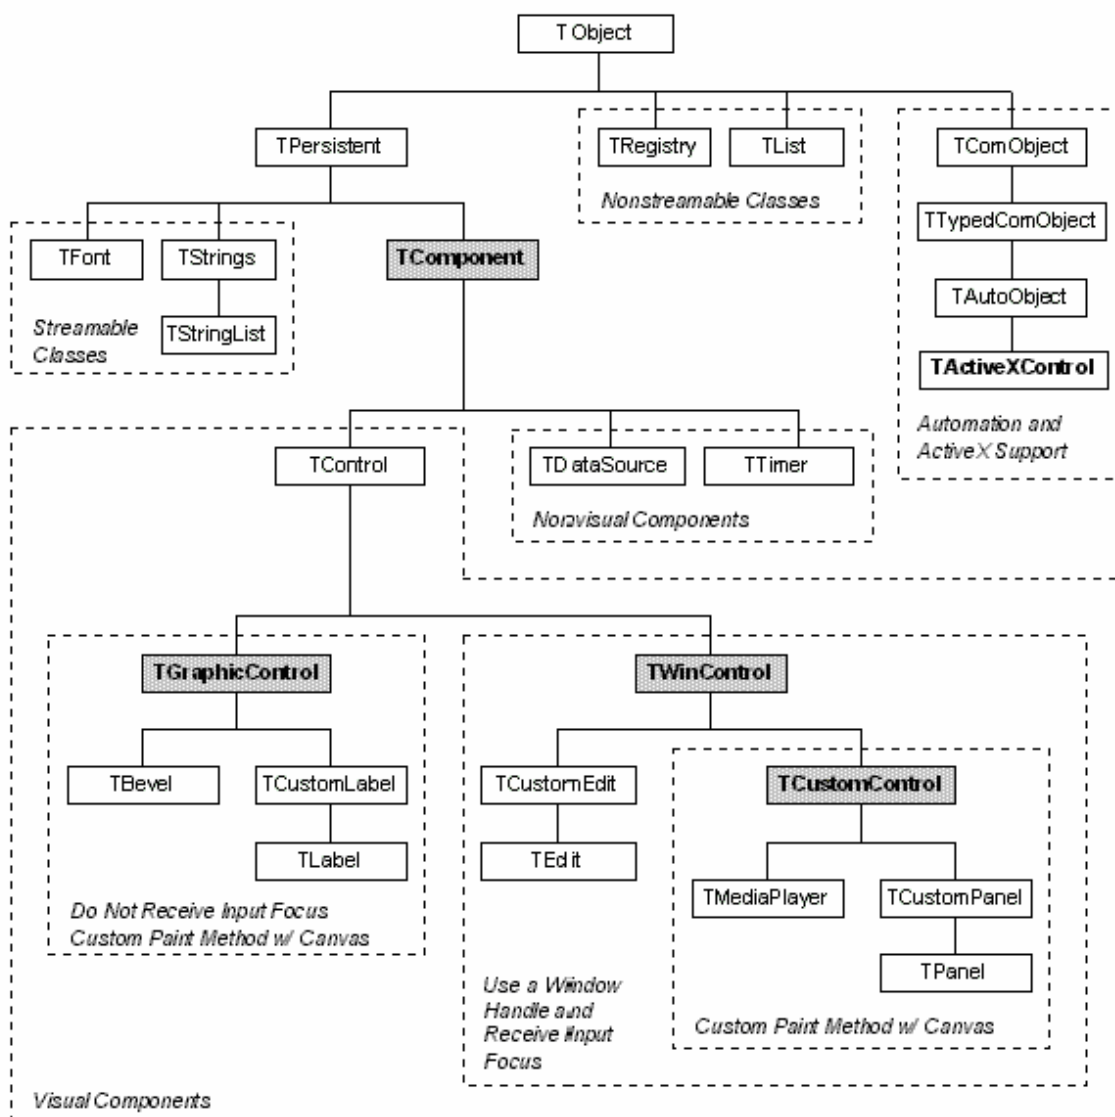 TObject
TPersistent
TRegistry
TList
TComObject
Nonstreamable Classes
TTypedComObject
TFont
TStrings
TComponent
TAutoObject
Streamable
Classes
TStringList
TActiveXControl
Automation and
ActiveX Support
TControl
TDataSource
TTimer
Nonvisual Components
TGraphicControl
TWinControl
TBevel
TCustomLabel
TCustomEdit
TCustomControl
TLabel
TEdit
TMediaPlayer
TCustomPanel
Do Not Receive Input Focus
Custom Paint Method w/ Canvas
TPanel
Use a Window
Handle and
Receive Input
Focus
Custom Paint Method w/ Canvas
Visual Components